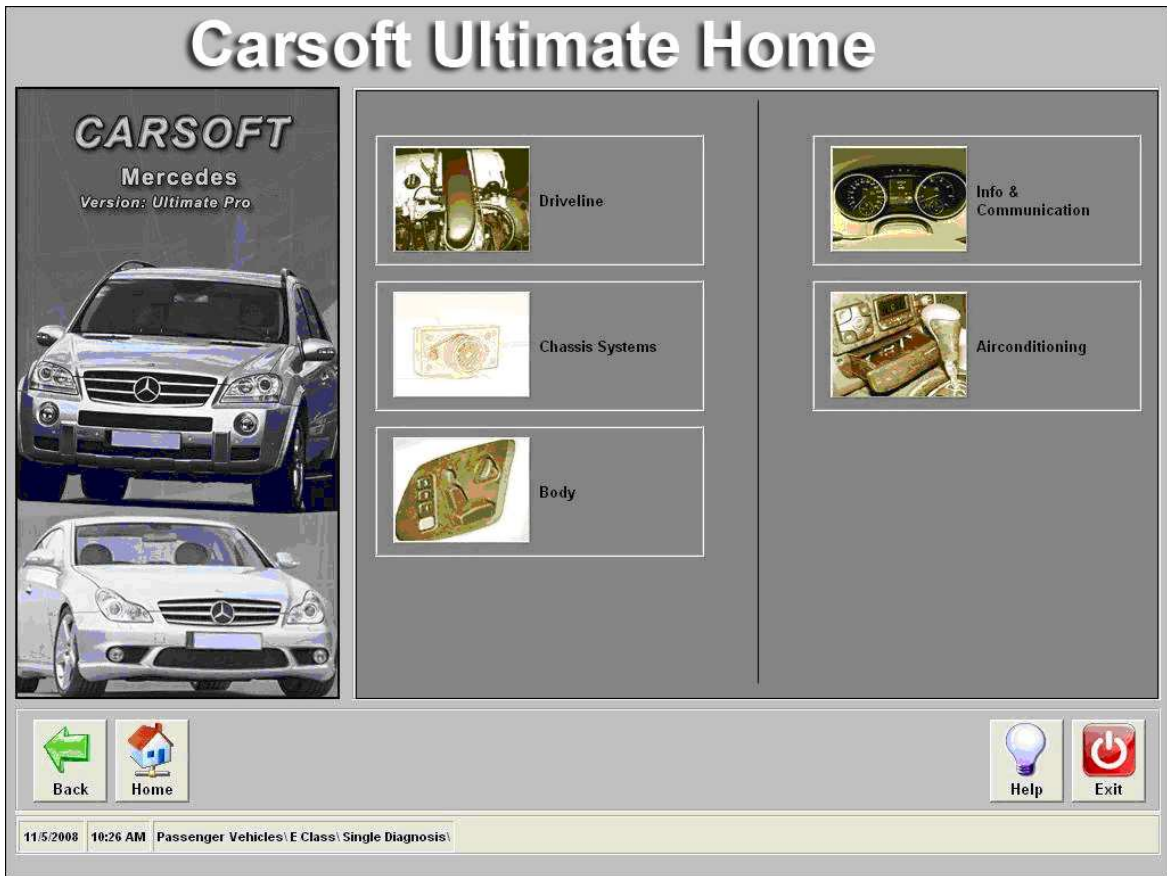 Carsoft Ultimate Home
CARSOFT
Mercedes
Version: Ultimate Pro
Driveline
Chassis Systems
Body
Info &
Communication
Airconditioning
Back
Home
Help
Exit
11/5/2008 10:26 AM Passenger Vehicles\ E Class\ Single Diagnosis\